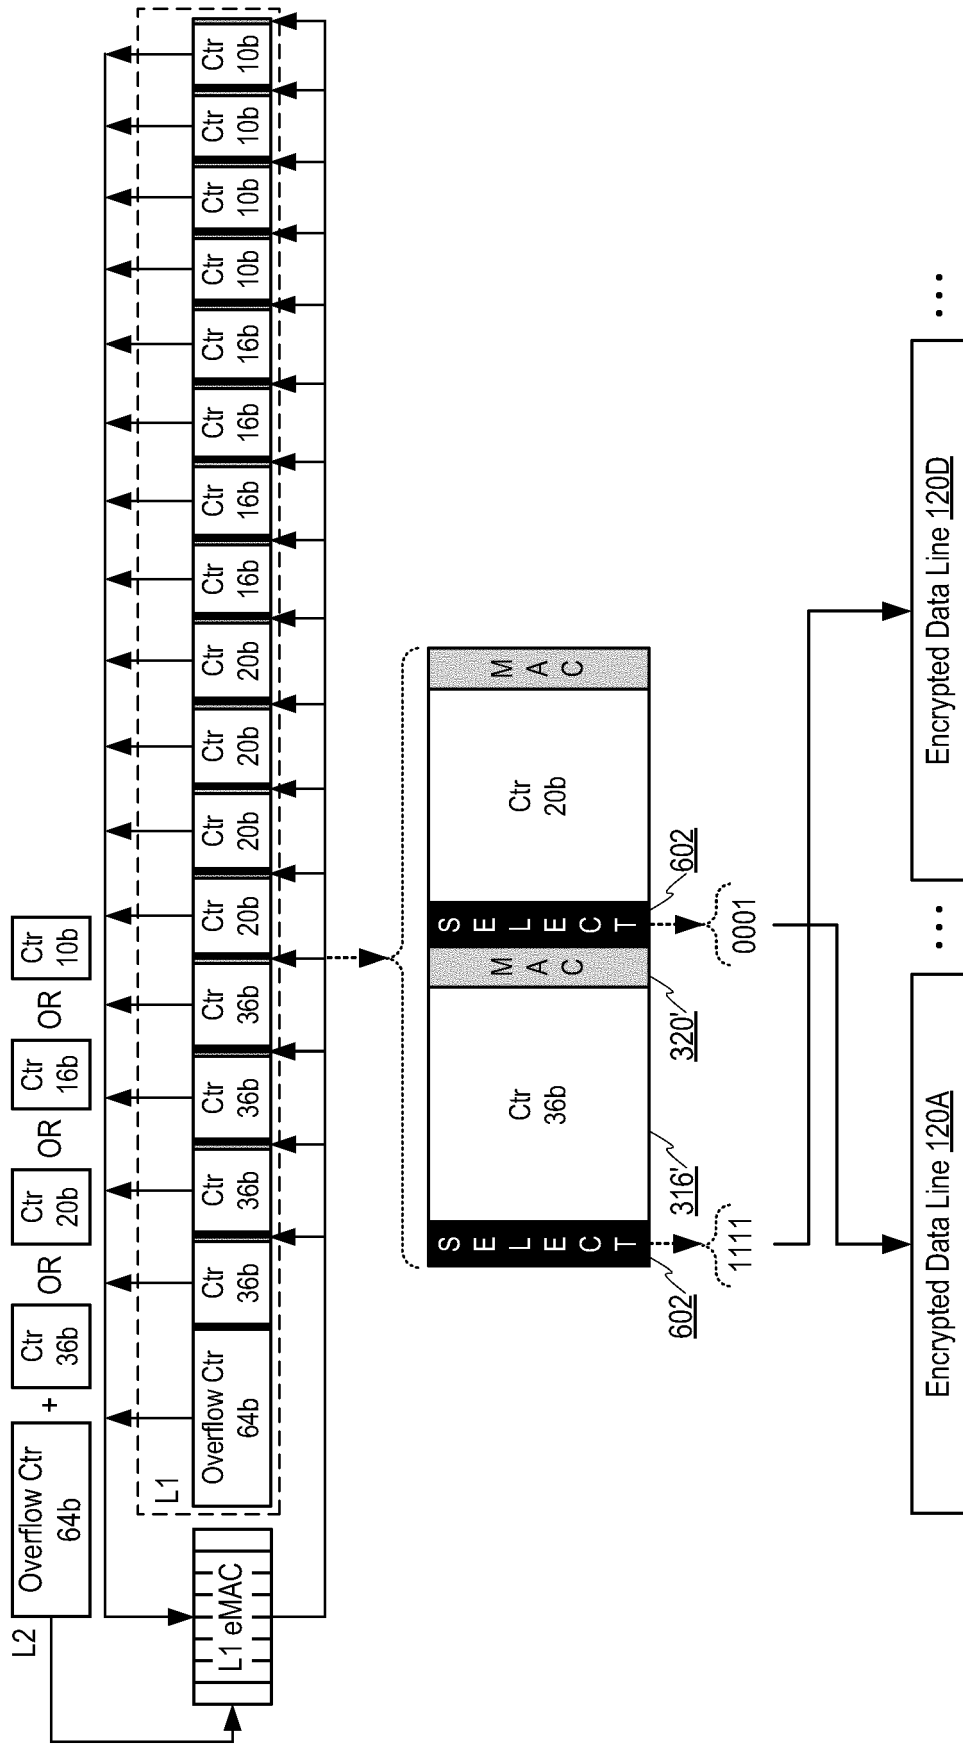 L2
Overflow Ctr
64b
+
Ctr
36b
OR
Ctr
20b
OR
Ctr
16b
OR
Ctr
10b
L1 eMAC
L1
Overflow Ctr
64b
Ctr
36b
Ctr
36b
Ctr
36b
Ctr
36b
Ctr
20b
Ctr
20b
Ctr
20b
Ctr
20b
Ctr
16b
Ctr
16b
Ctr
16b
Ctr
16b
Ctr
10b
Ctr
10b
Ctr
10b
Ctr
10b
SELECT
Ctr
36b
MAC
SELECT
Ctr
20b
MAC
602
316'
320'
602
1111
0001
Encrypted Data Line 120A
...
Encrypted Data Line 120D
...